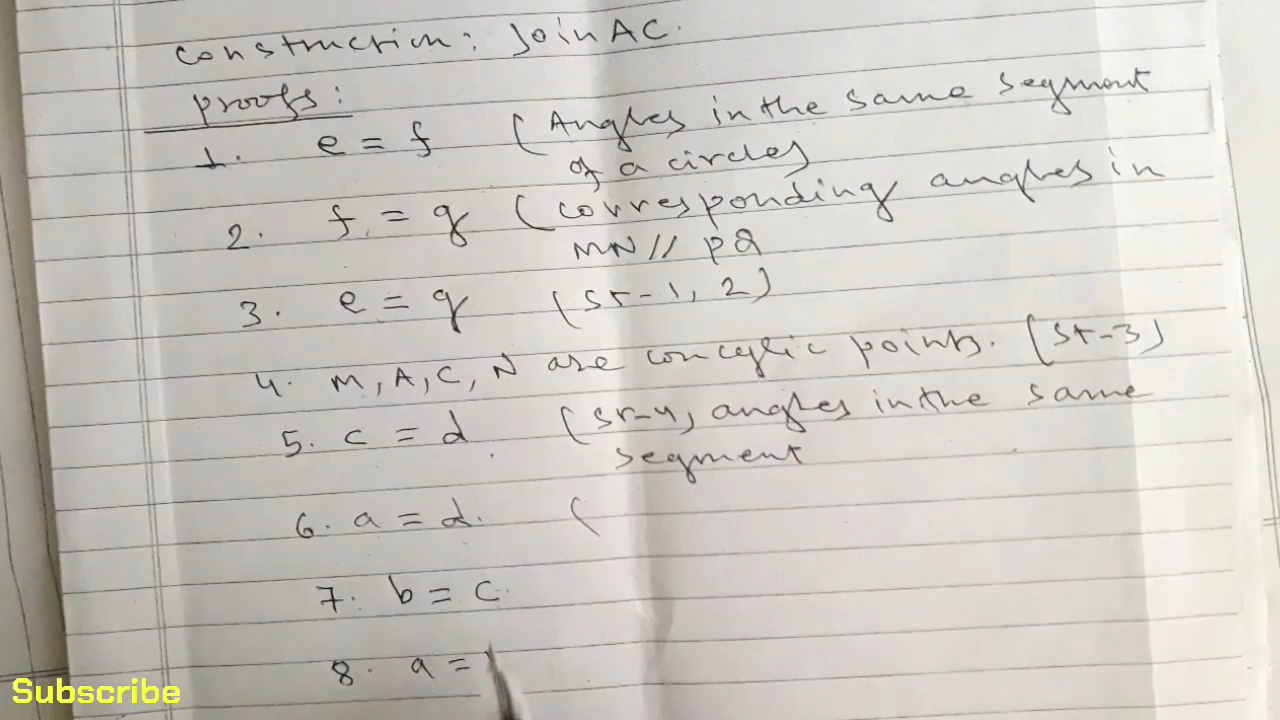 Construction: Join AC.
proofs:
1. e = f (Angles in the same segment
of a circles
2. f = g (corresponding angles in
MN // PQ
3. e = g (St-1, 2)
4. M, A, C, N are concyclic points. (St-3)
5. c = d (St-4, angles in the same
segment
6. a = d. (
7. b = c.
8. a =
Subscribe